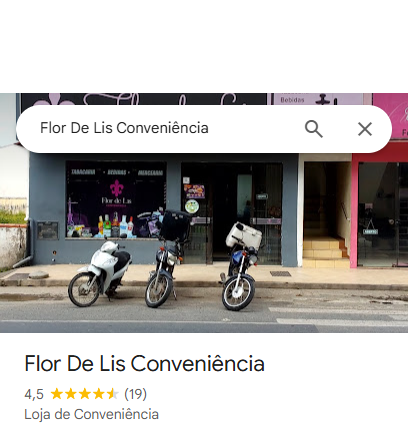 Bebidas
Flor De Lis Conveniência
TABACARIA • BEBIDAS • MERCEARIA
Flor de Lis
Flor De Lis Conveniência
4,5 (19)
Loja de Conveniência